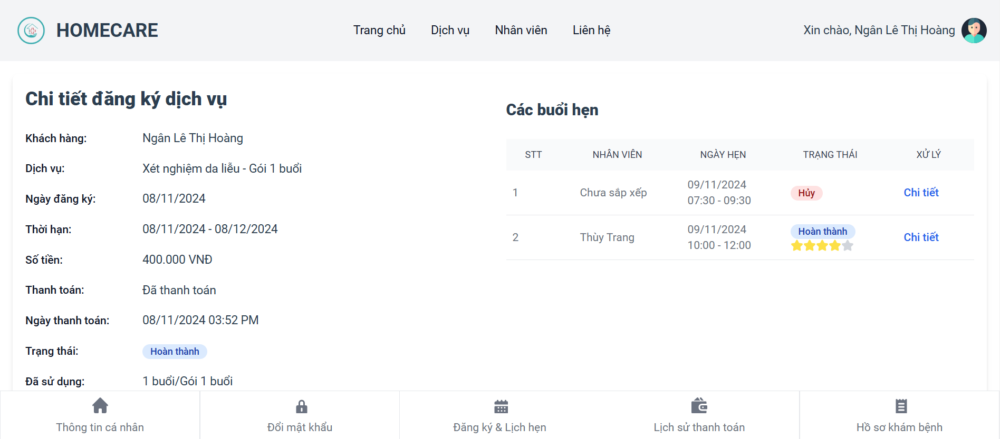 HOMECARE
Trang chủ
Dịch vụ
Nhân viên
Liên hệ
Xin chào, Ngân Lê Thị Hoàng
Chi tiết đăng ký dịch vụ
Khách hàng: Ngân Lê Thị Hoàng
Dịch vụ: Xét nghiệm da liễu - Gói 1 buổi
Ngày đăng ký: 08/11/2024
Thời hạn: 08/11/2024 - 08/12/2024
Số tiền: 400.000 VNĐ
Thanh toán: Đã thanh toán
Ngày thanh toán: 08/11/2024 03:52 PM
Trạng thái: Hoàn thành
Đã sử dụng: 1 buổi/Gói 1 buổi
Các buổi hẹn
STT NHÂN VIÊN NGÀY HẸN TRẠNG THÁI XỬ LÝ
1 Chưa sắp xếp 09/11/2024 Hủy Chi tiết
07:30 - 09:30
2 Thùy Trang 09/11/2024 Hoàn thành Chi tiết
10:00 - 12:00
Thông tin cá nhân
Đổi mật khẩu
Đăng ký & Lịch hẹn
Lịch sử thanh toán
Hồ sơ khám bệnh